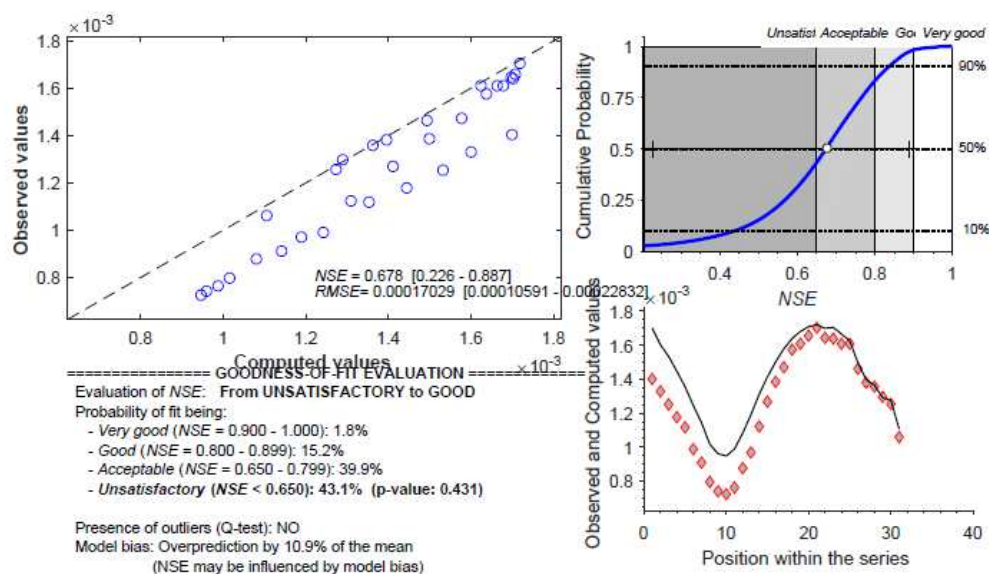 ×10⁻³
1.8
1.6
1.4
1.2
1
0.8
Observed values
NSE = 0.678 [0.226 - 0.887]
RMSE= 0.00017029 [0.00010591 - 0.00022832]
0.8 1 1.2 1.4 1.6 1.8
Computed values ×10⁻³
Acceptable Very good
1
0.75
0.5
0.25
0
Cumulative Probability
90%
50%
10%
0.4 0.6 0.8 1
NSE
================ GOODNESS-OF-FIT EVALUATION ==============
Evaluation of NSE: From UNSATISFACTORY to GOOD
Probability of fit being:
- Very good (NSE = 0.900 - 1.000): 1.8%
- Good (NSE = 0.800 - 0.899): 15.2%
- Acceptable (NSE = 0.650 - 0.799): 39.9%
- Unsatisfactory (NSE < 0.650): 43.1% (p-value: 0.431)
Presence of outliers (Q-test): NO
Model bias: Overprediction by 10.9% of the mean
(NSE may be influenced by model bias)
×10⁻³
1.8
1.6
1.4
1.2
1
0.8
Observed and Computed values
0 10 20 30 40
Position within the series